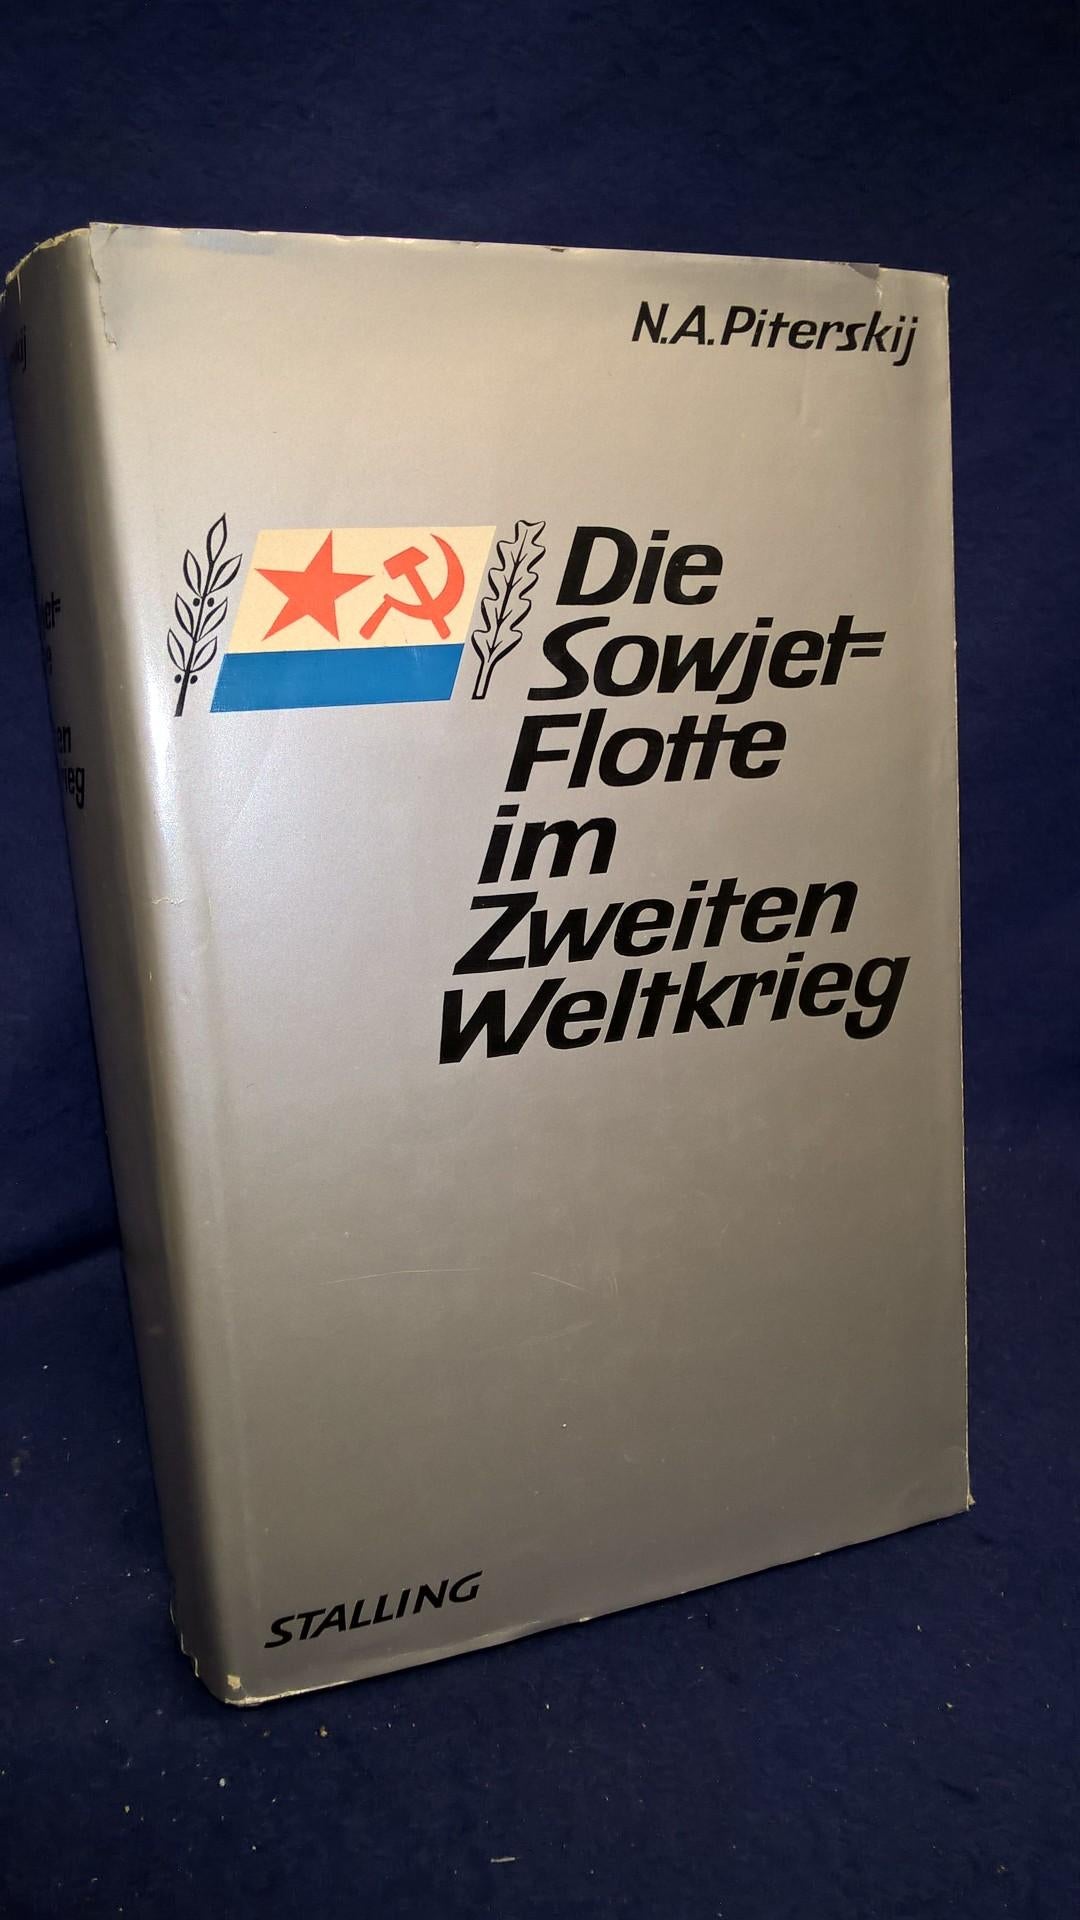 N.A.Piterskij
Die
Sowjet=
Flotte
im
Zweiten
Weltkrieg
STALLING